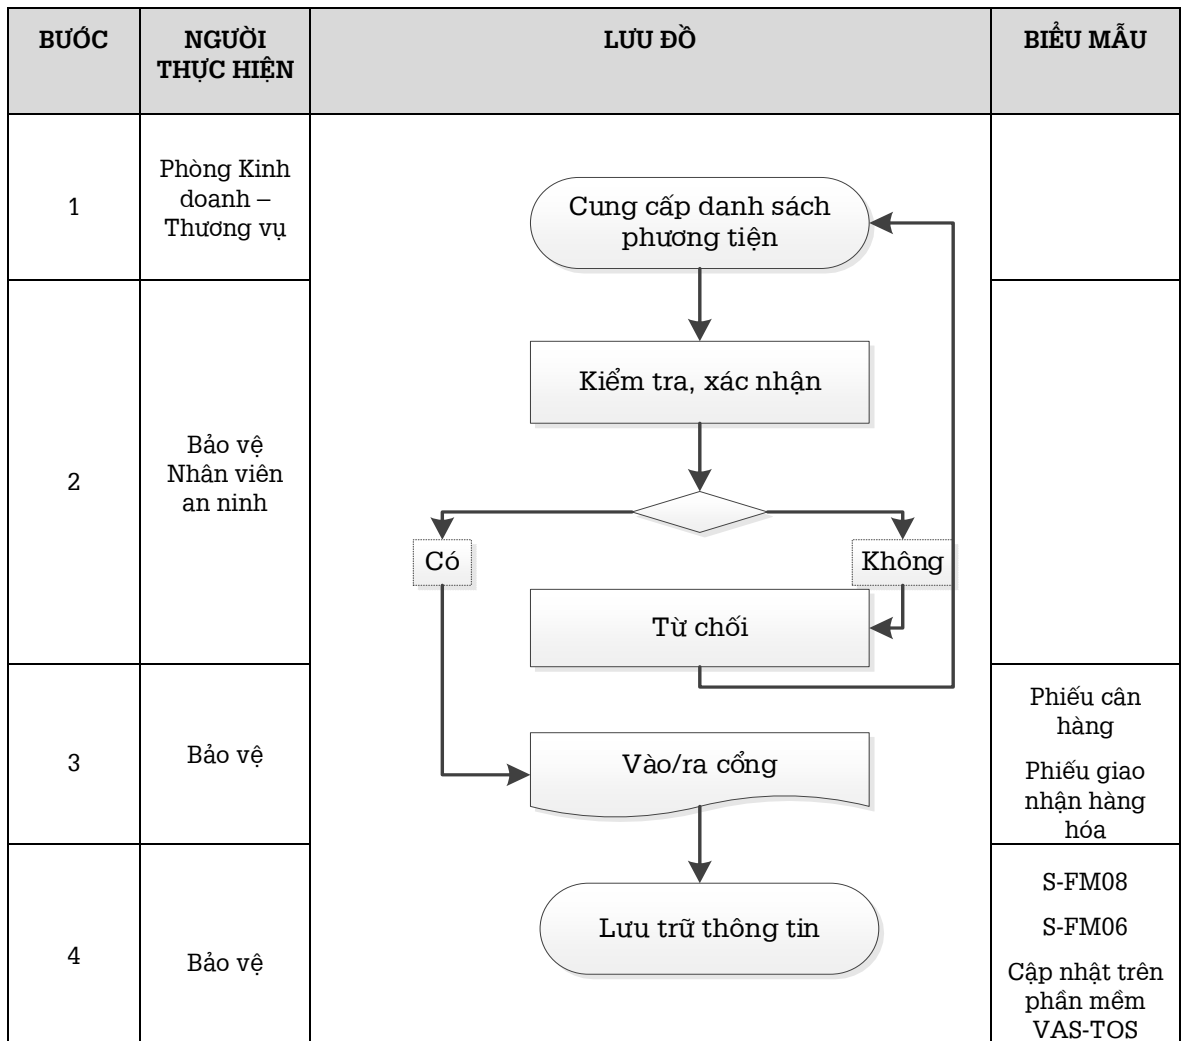 BƯỚC
NGƯỜI
THỰC HIỆN
LƯU ĐỒ
BIỂU MẪU
1
Phòng Kinh
doanh –
Thương vụ
Cung cấp danh sách
phương tiện
2
Bảo vệ
Nhân viên
an ninh
Kiểm tra, xác nhận
Có
Không
Từ chối
3
Bảo vệ
Vào/ra cổng
Phiếu cân
hàng
Phiếu giao
nhận hàng
hóa
4
Bảo vệ
Lưu trữ thông tin
S-FM08
S-FM06
Cập nhật trên
phần mềm
VAS-TOS